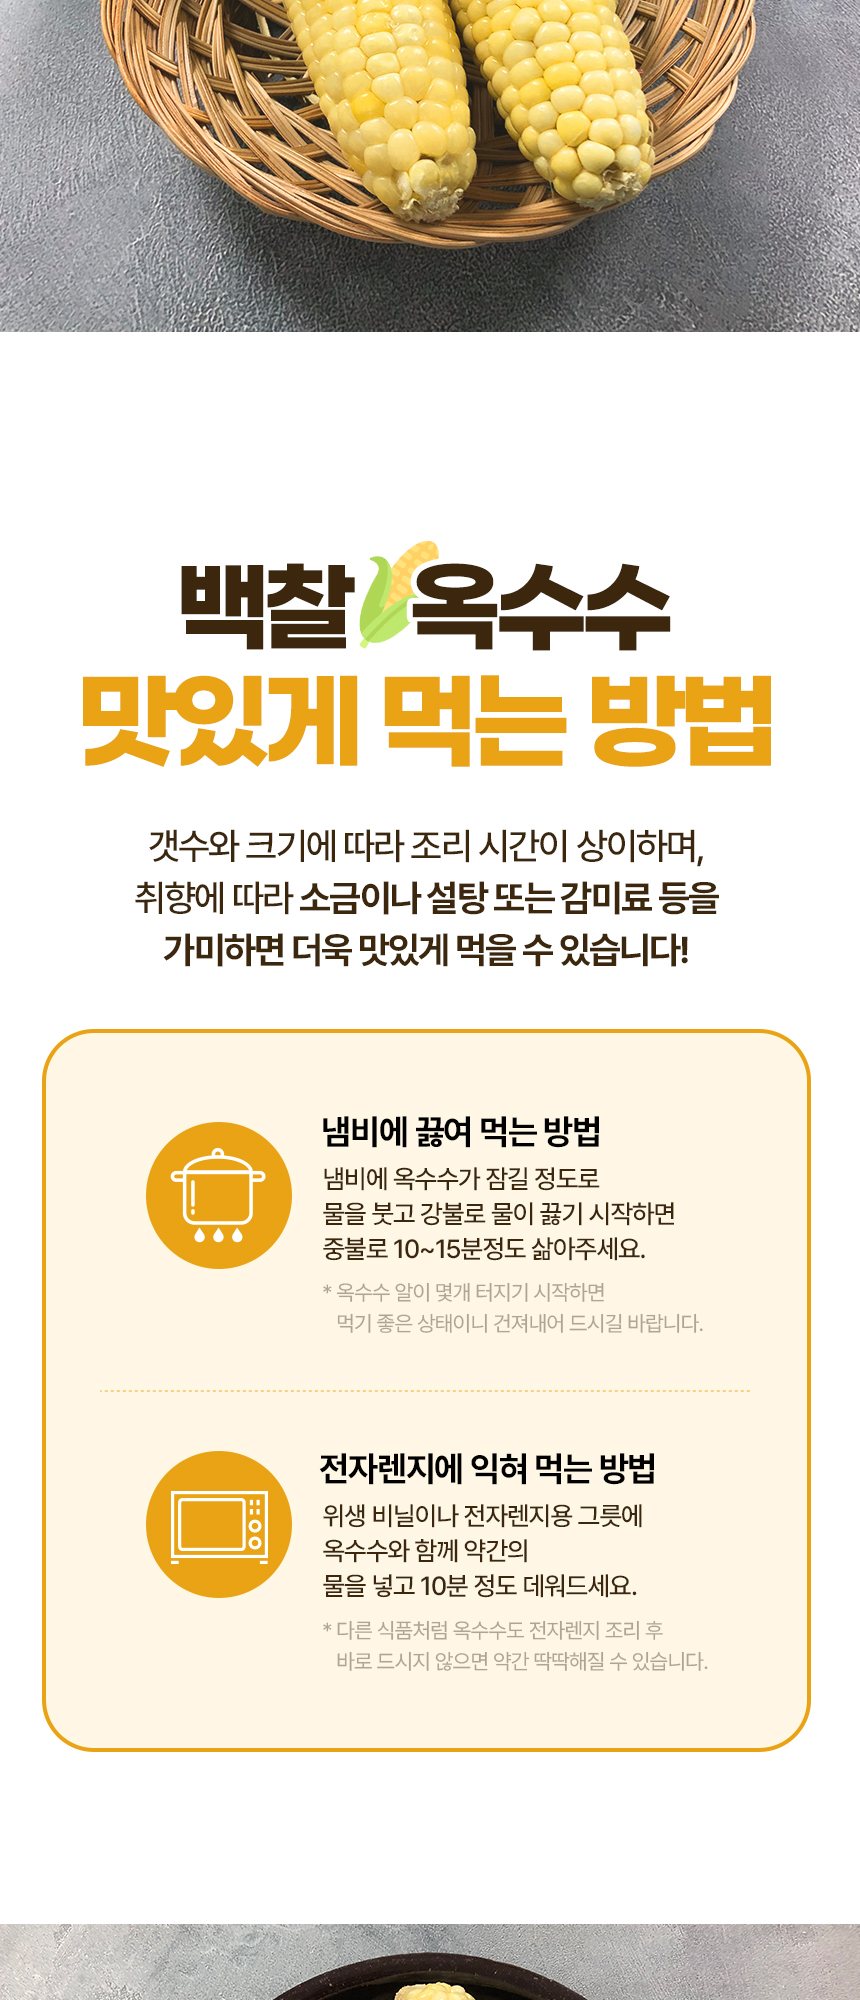 백찰옥수수
맛있게 먹는 방법
갯수와 크기에 따라 조리 시간이 상이하며,
취향에 따라 소금이나 설탕 또는 감미료 등을
가미하면 더욱 맛있게 먹을 수 있습니다!
냄비에 끓여 먹는 방법
냄비에 옥수수가 잠길 정도로
물을 붓고 강불로 물이 끓기 시작하면
중불로 10~15분정도 삶아주세요.
* 옥수수 알이 몇개 터지기 시작하면
먹기 좋은 상태이니 건져내어 드시길 바랍니다.
전자렌지에 익혀 먹는 방법
위생 비닐이나 전자렌지용 그릇에
옥수수와 함께 약간의
물을 넣고 10분 정도 데워드세요.
* 다른 식품처럼 옥수수도 전자렌지 조리 후
바로 드시지 않으면 약간 딱딱해질 수 있습니다.